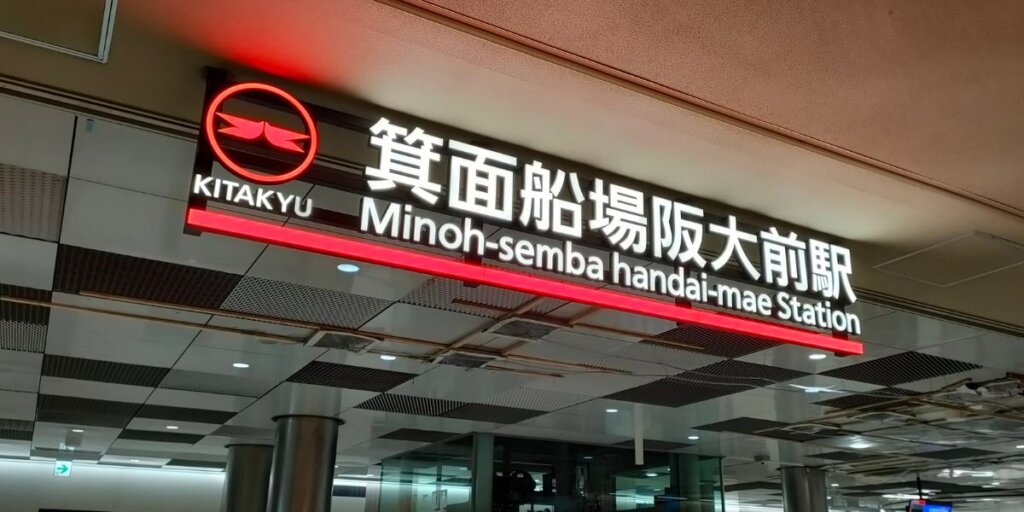 箕面船場阪大前駅
KITAKYU
Minoh-semba handai-mae Station